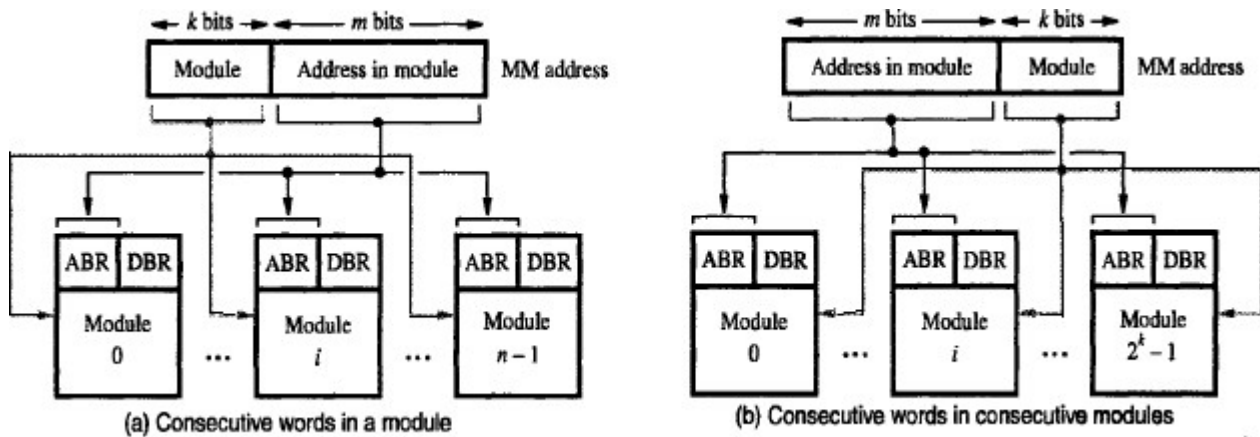 k bits m bits
Module Address in module MM address
ABR DBR ABR DBR ABR DBR
Module Module Module
0 ... i ... n – 1
(a) Consecutive words in a module
m bits k bits
Address in module Module MM address
ABR DBR ABR DBR ABR DBR
Module Module Module
0 ... i ... 2^k – 1
(b) Consecutive words in consecutive modules